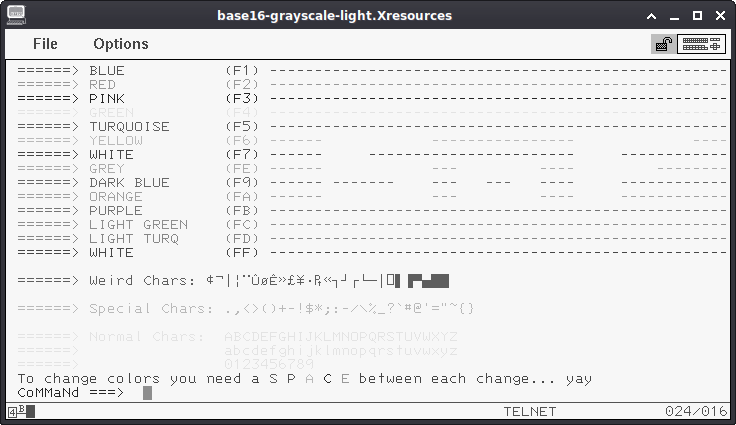 base16-grayscale-light.Xresources
File Options
======> BLUE (F1) ----------------------------------------------------
======> RED (F2) ----------------------------------------------------
======> PINK (F3) ----------------------------------------------------
======> GREEN (F4) ----------------------------------------------------
======> TURQUOISE (F5) ----------------------------------------------------
======> YELLOW (F6) ------ ----------------------- ----
======> WHITE (F7) ------ ----------------------- ------------
======> GREY (FE) --- ---- ----
======> DARK BLUE (F9) ----- ------- --- --- ---- ------------
======> ORANGE (FA) --- ---- ----
======> PURPLE (FB) ----------------------------------------------------
======> LIGHT GREEN (FC) ----------------------------------------------------
======> LIGHT TURQ (FD) ----------------------------------------------------
======> WHITE (FF) ----------------------------------------------------
======> Weird Chars: ¢¬|¦¨ÛøÊ»£¥·₧«┐┘┌└─│
======> Special Chars: .,<>()+-!$*;:-/\%_?`#@'="~{}
======> Normal Chars: ABCDEFGHIJKLMNOPQRSTUVWXYZ
======> abcdefghijklmnopqrstuvwxyz
======> 0123456789
To change colors you need a S P A C E between each change... yay
CoMMaNd ===>
4B TELNET 024/016